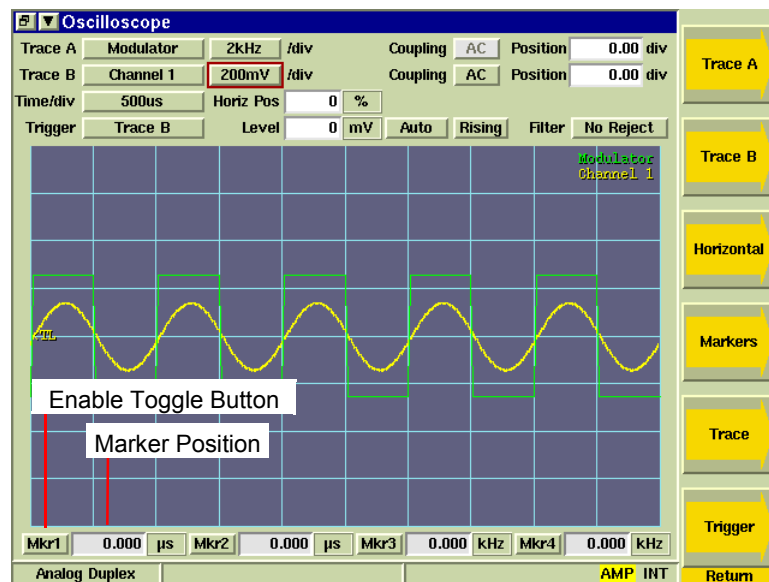 Oscilloscope
Trace A Modulator 2kHz /div Coupling AC Position 0.00 div
Trace B Channel 1 200mV /div Coupling AC Position 0.00 div
Time/div 500us Horiz Pos 0 %
Trigger Trace B Level 0 mV Auto Rising Filter No Reject
Modulator
Channel 1
TL
Enable Toggle Button
Marker Position
Mkr1 0.000 µs Mkr2 0.000 µs Mkr3 0.000 kHz Mkr4 0.000 kHz
Analog Duplex AMP INT
Trace A
Trace B
Horizontal
Markers
Trace
Trigger
Return